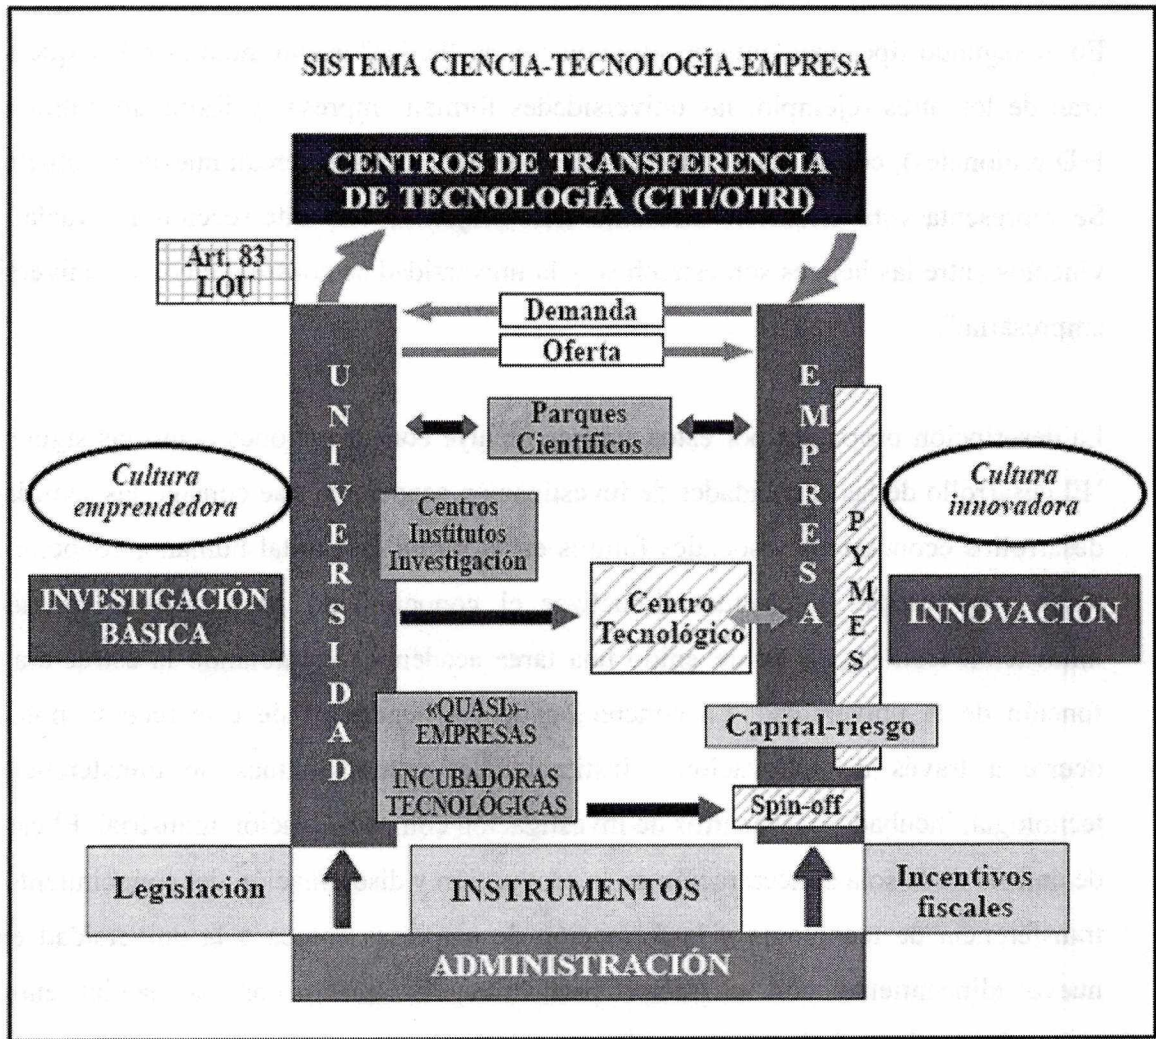 SISTEMA CIENCIA-TECNOLOGÍA-EMPRESA
CENTROS DE TRANSFERENCIA
DE TECNOLOGÍA (CTT/OTRI)
Art. 83
LOU
Demanda
Oferta
UNIVERSIDAD
EMPRESA
PYMES
Parques
Científicos
Cultura
emprendedora
Cultura
innovadora
Centros
Institutos
Investigación
INVESTIGACIÓN
BÁSICA
Centro
Tecnológico
INNOVACIÓN
«QUASI»-
EMPRESAS
INCUBADORAS
TECNOLÓGICAS
Capital-riesgo
Spin-off
Legislación
INSTRUMENTOS
Incentivos
fiscales
ADMINISTRACIÓN